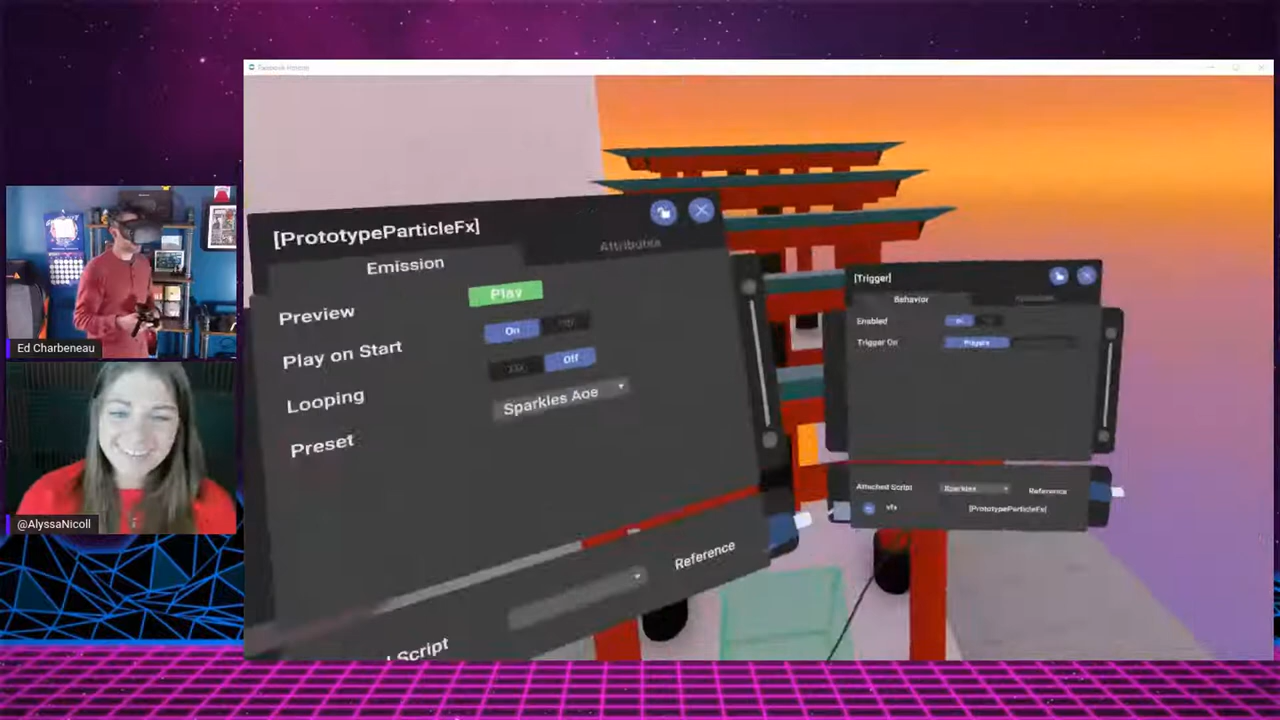 [PrototypeParticleFx]
Emission
Attributes
Preview
Play
Play on Start
On
Looping
Off
Preset
Sparkles Aoe
Reference
Script
[Trigger]
Behavior
Enabled
Trigger On
Players
Attached Script
Sparkles
Reference
vfx
[PrototypeParticleFx]
Ed Charbeneau
@AlyssaNicoll